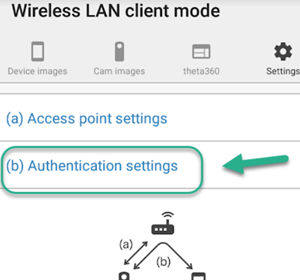 Wireless LAN client mode
Device images Cam images theta360 Settings
(a) Access point settings
(b) Authentication settings
(a)
(b)